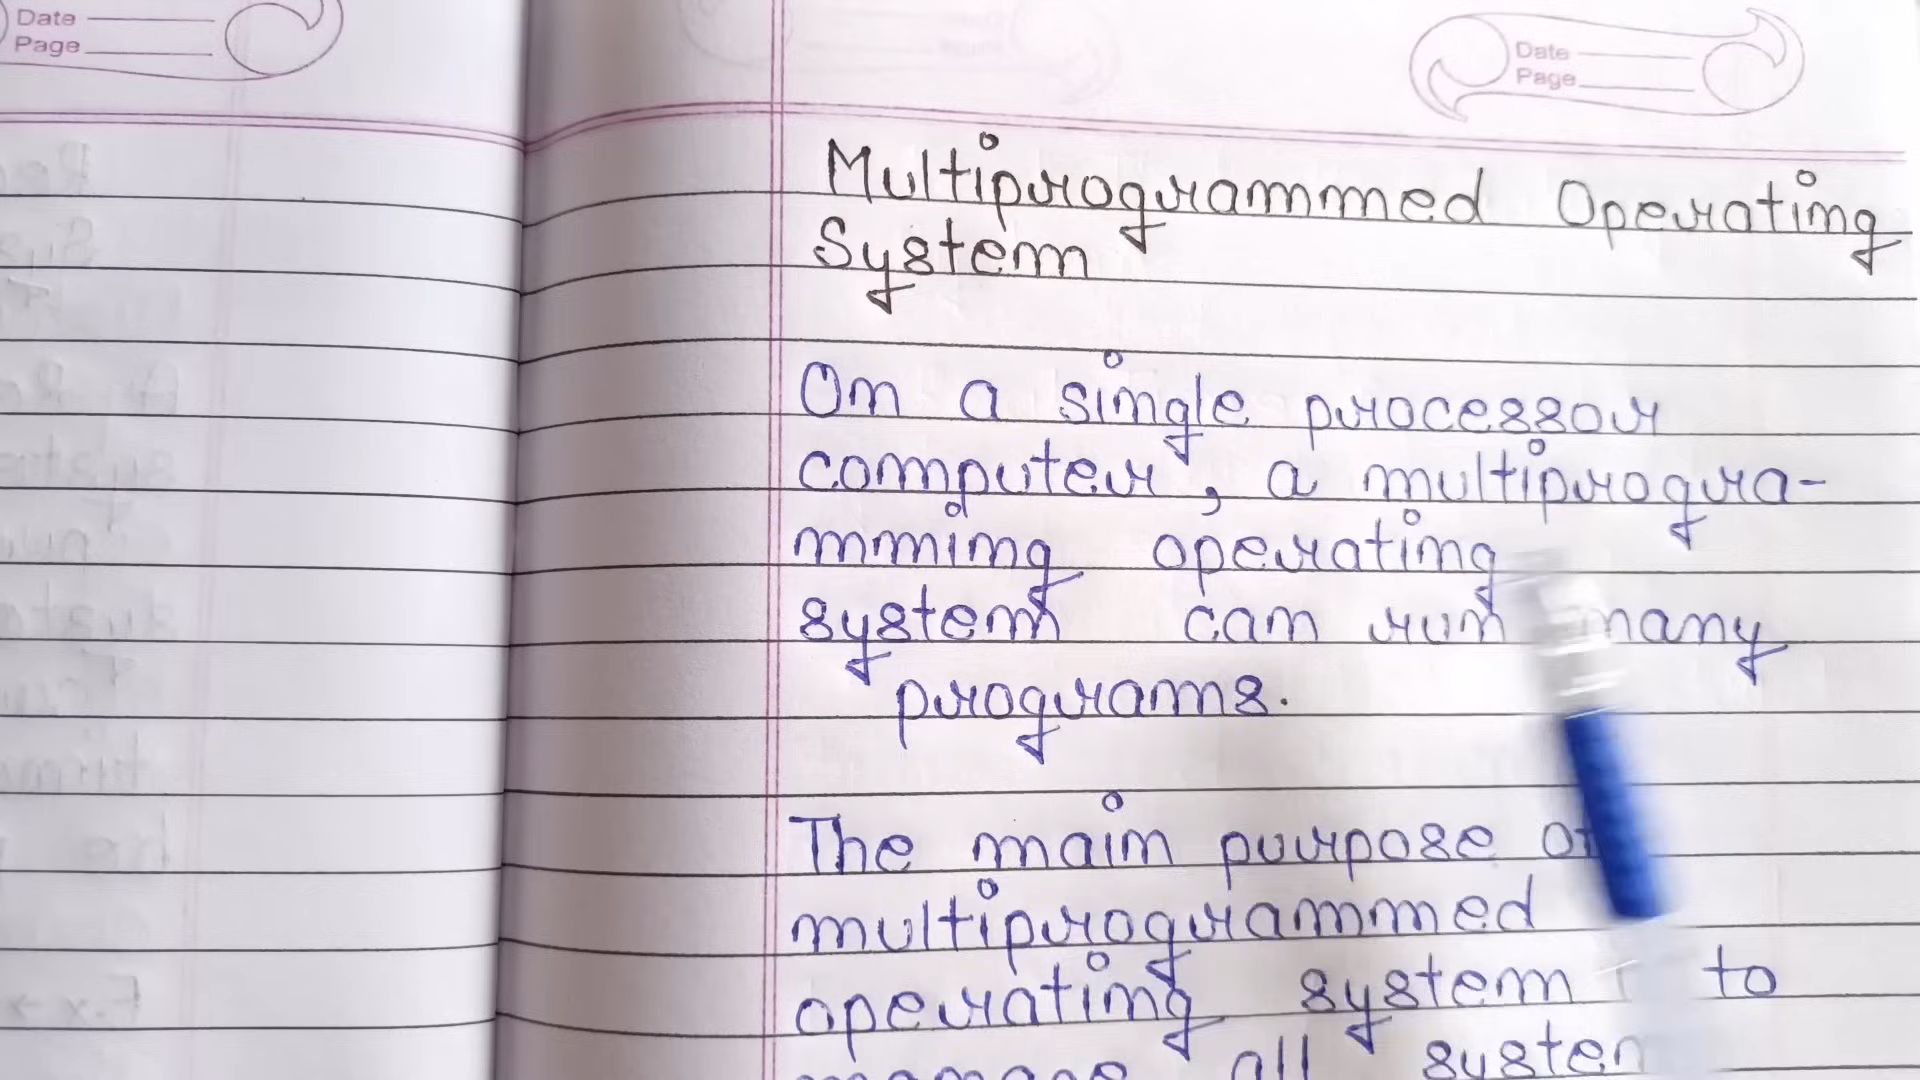 Date
Page
Date
Page
Multiprogrammed Operating
System
On a single processor
computer, a multiprogra-
mming operating
system can run many
programs.
The main purpose of
multiprogrammed
operating system to
manage all system